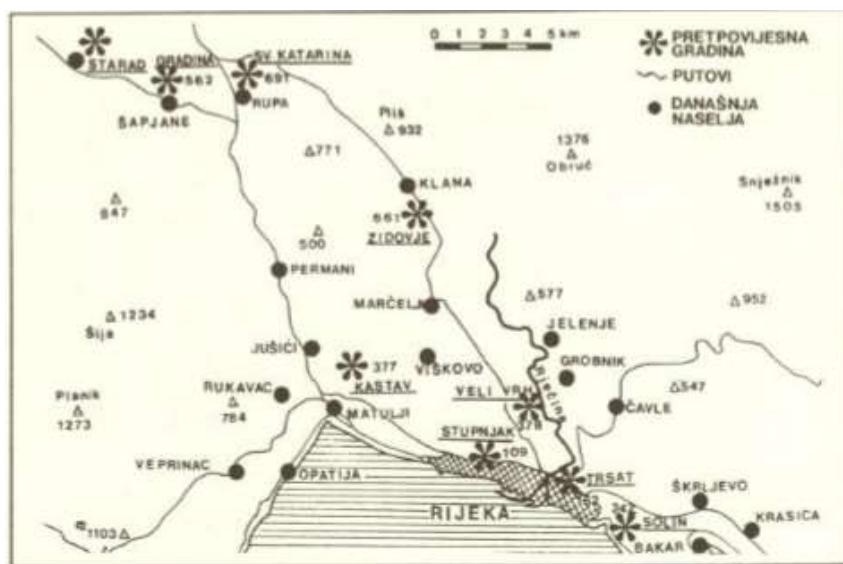 0 1 2 3 4 5 km
PRETPOVIJESNA
GRADINA
PUTOVI
DANAŠNJA
NASELJA
STARAD
GRADINA
563
SV. KATARINA
691
RUPA
ŠAPJANE
Pliš
932
771
1376
Obruč
Snježnik
1505
KLANA
661
ZIDOVJE
847
500
PERMANI
MARČELJI
577
952
1234
Šija
JELENJE
JUŠIĆI
377
KASTAV
VIŠKOVO
GROBNIK
Rječina
547
Planik
1273
RUKAVAC
784
MATULJI
VELI VRH
378
ČAVLE
STUPNJAK
109
VEPRINAC
OPATIJA
TRSAT
ŠKRLJEVO
RIJEKA
SOLIN
KRASICA
1103
BAKAR